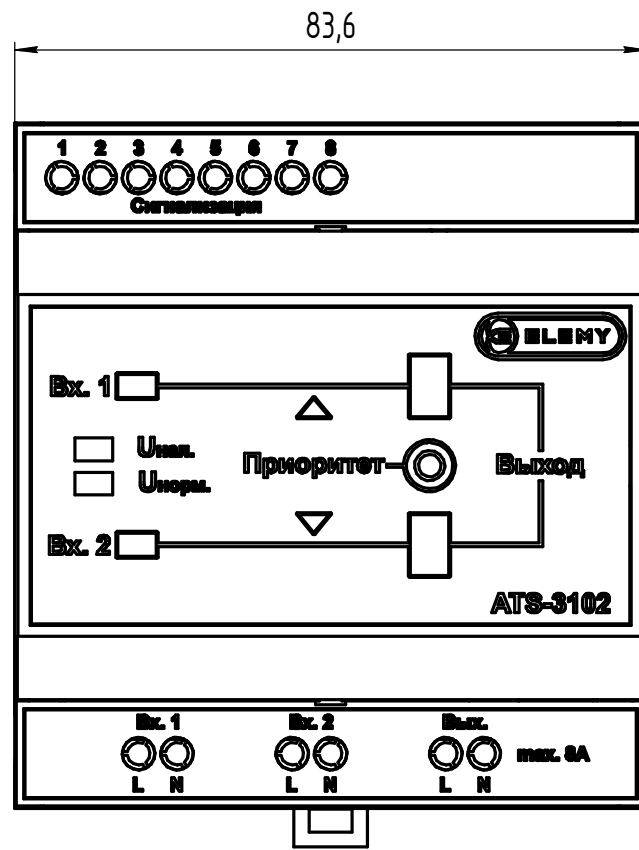 83,6
1 2 3 4 5 6 7 8
Сигнализация
ELEMY
Вх. 1
Uнал.
Приоритет
Выход
Uнорм.
Вх. 2
ATS-3102
Вх. 1 Вх. 2 Вых.
max. 8A
L N L N L N